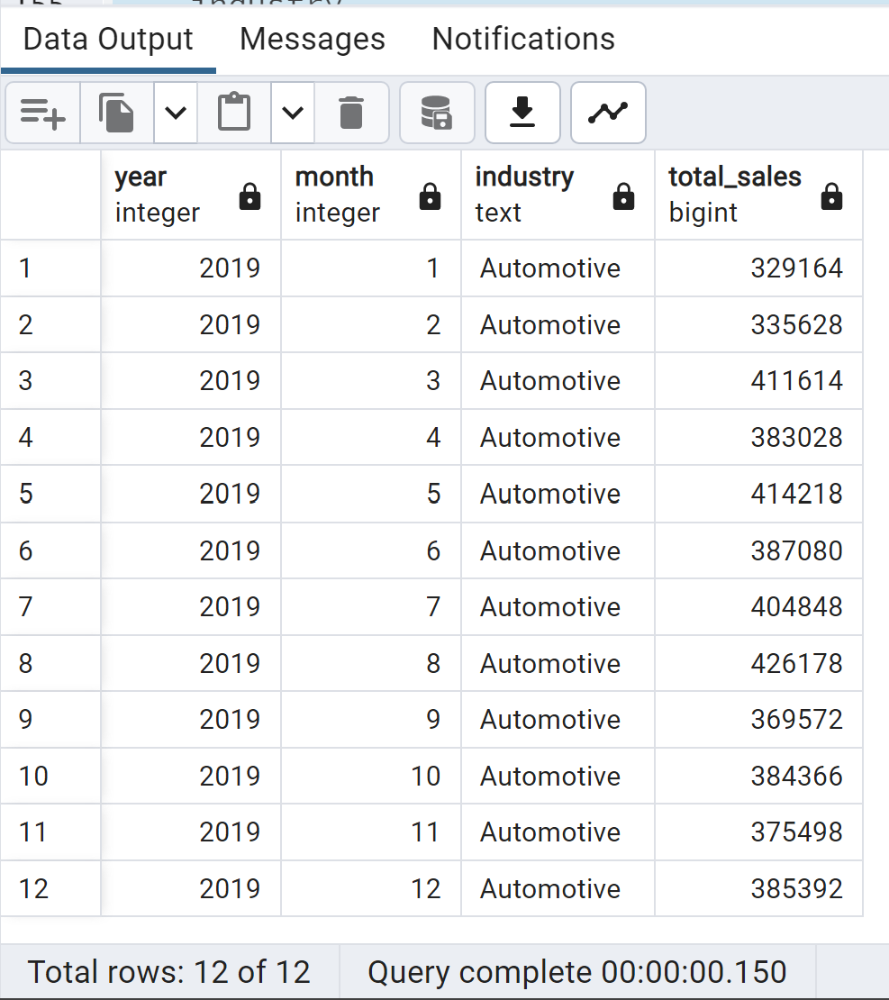 Data Output Messages Notifications
year month industry total_sales
integer integer text bigint
1 2019 1 Automotive 329164
2 2019 2 Automotive 335628
3 2019 3 Automotive 411614
4 2019 4 Automotive 383028
5 2019 5 Automotive 414218
6 2019 6 Automotive 387080
7 2019 7 Automotive 404848
8 2019 8 Automotive 426178
9 2019 9 Automotive 369572
10 2019 10 Automotive 384366
11 2019 11 Automotive 375498
12 2019 12 Automotive 385392
Total rows: 12 of 12 Query complete 00:00:00.150